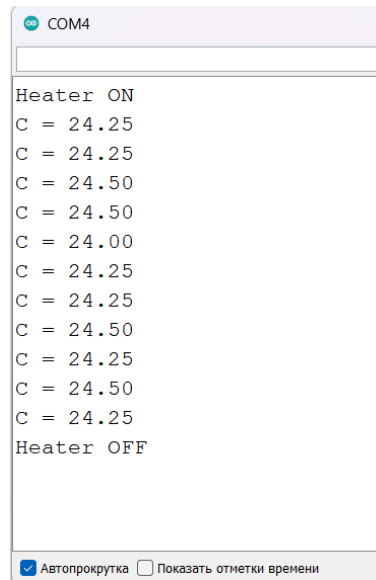 COM4
Heater ON
C = 24.25
C = 24.25
C = 24.50
C = 24.50
C = 24.00
C = 24.25
C = 24.25
C = 24.50
C = 24.25
C = 24.50
C = 24.25
Heater OFF
Автопрокрутка Показать отметки времени